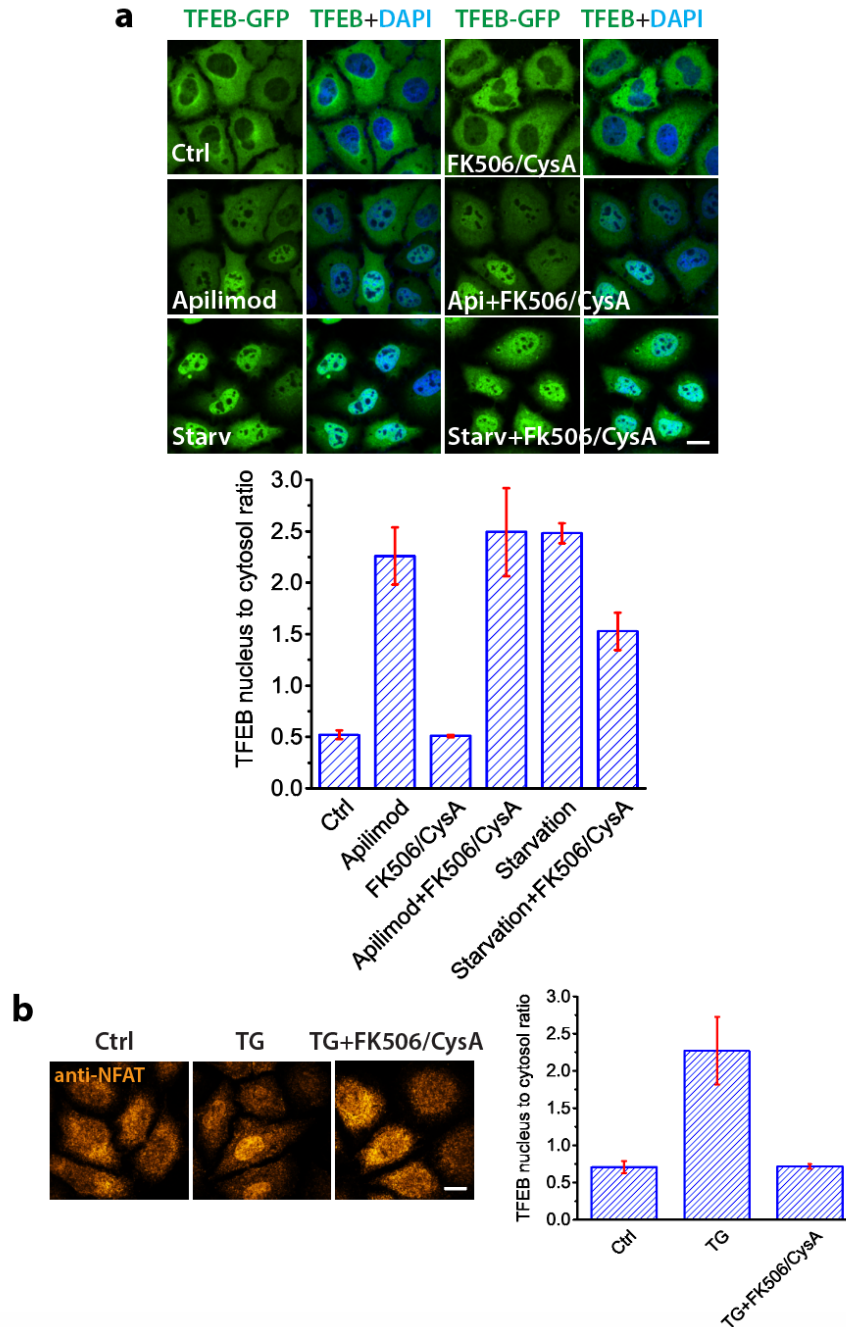 a
TFEB-GFP TFEB+DAPI TFEB-GFP TFEB+DAPI
Ctrl
FK506/CysA
Apilimod
Api+FK506/CysA
Starv
Starv+Fk506/CysA
TFEB nucleus to cytosol ratio
3.0
2.5
2.0
1.5
1.0
0.5
0.0
Ctrl
Apilimod
FK506/CysA
Apilimod+FK506/CysA
Starvation
Starvation+FK506/CysA
b
Ctrl TG TG+FK506/CysA
anti-NFAT
TFEB nucleus to cytosol ratio
3.0
2.5
2.0
1.5
1.0
0.5
0.0
Ctrl
TG
TG+FK506/CysA